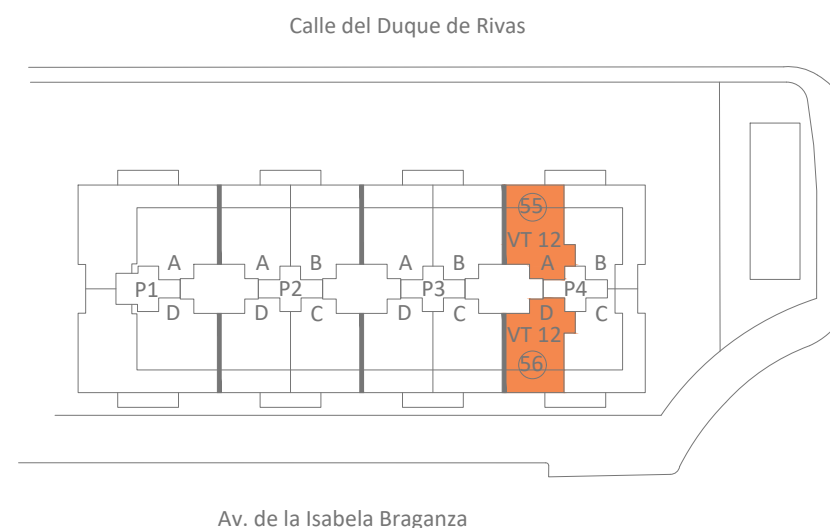 Calle del Duque de Rivas
55
VT 12
A A B A B A B
P1 P2 P3 P4
D D C D C D C
VT 12
56
Av. de la Isabela Braganza